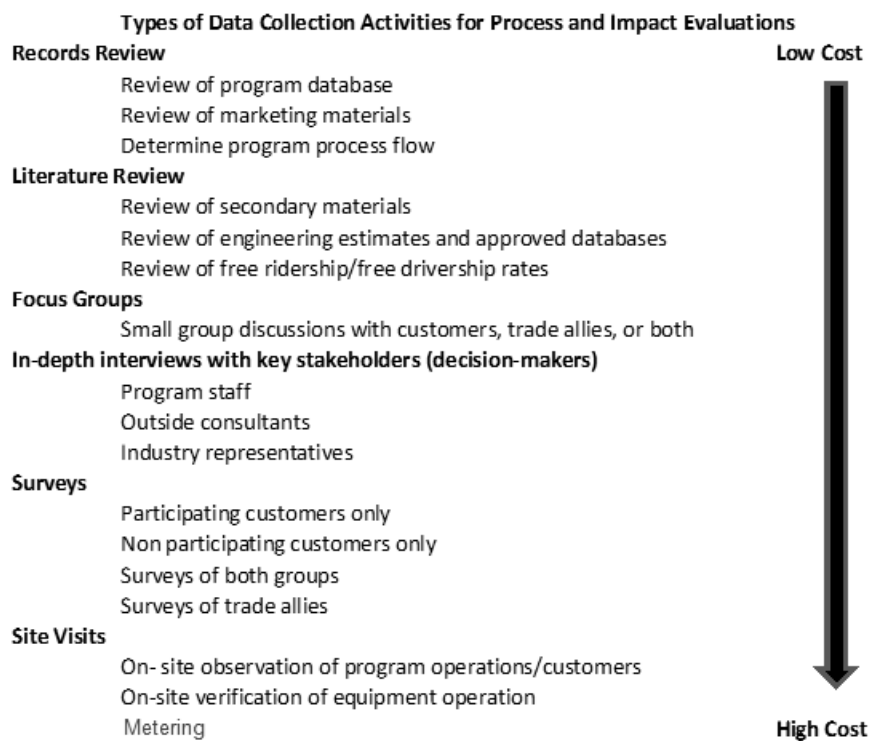 Types of Data Collection Activities for Process and Impact Evaluations
Records Review Low Cost
Review of program database
Review of marketing materials
Determine program process flow
Literature Review
Review of secondary materials
Review of engineering estimates and approved databases
Review of free ridership/free drivership rates
Focus Groups
Small group discussions with customers, trade allies, or both
In-depth interviews with key stakeholders (decision-makers)
Program staff
Outside consultants
Industry representatives
Surveys
Participating customers only
Non participating customers only
Surveys of both groups
Surveys of trade allies
Site Visits
On- site observation of program operations/customers
On-site verification of equipment operation
Metering High Cost